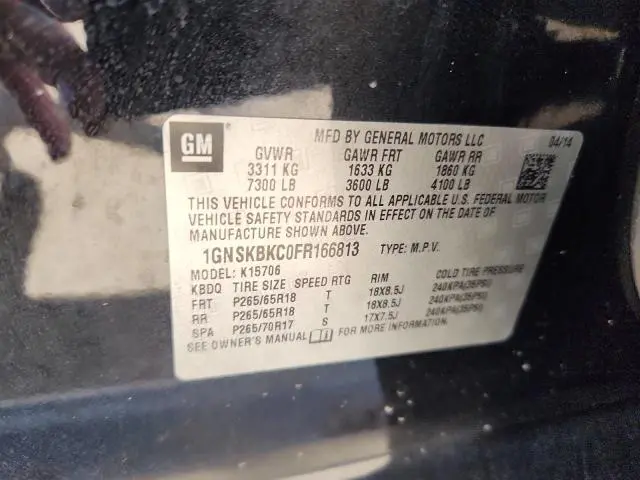 GM
MFD BY GENERAL MOTORS LLC 04/14
GVWR GAWR FRT GAWR RR
3311 KG 1633 KG 1860 KG
7300 LB 3600 LB 4100 LB
THIS VEHICLE CONFORMS TO ALL APPLICABLE U.S. FEDERAL MOTOR
VEHICLE SAFETY STANDARDS IN EFFECT ON THE DATE OF
MANUFACTURE SHOWN ABOVE.
1GNSKBKC0FR166813 TYPE: M.P.V.
MODEL: K15706
KBDQ TIRE SIZE SPEED RTG RIM COLD TIRE PRESSURE
FRT P265/65R18 T 18X8.5J 240KPA(35PSI)
RR P265/65R18 T 18X8.5J 240KPA(35PSI)
SPA P265/70R17 S 17X7.5J 240KPA(35PSI)
SEE OWNER'S MANUAL FOR MORE INFORMATION.